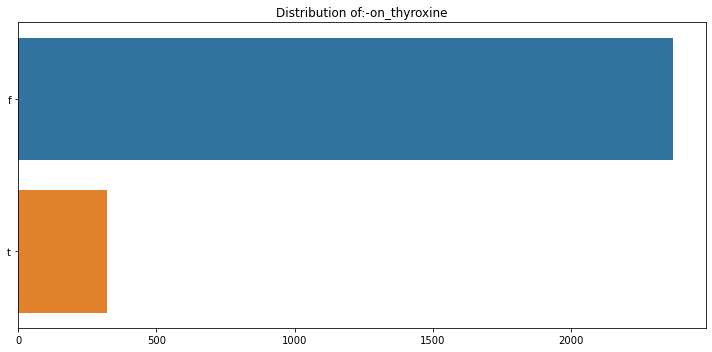 Distribution of:-on_thyroxine
f
t
0 500 1000 1500 2000